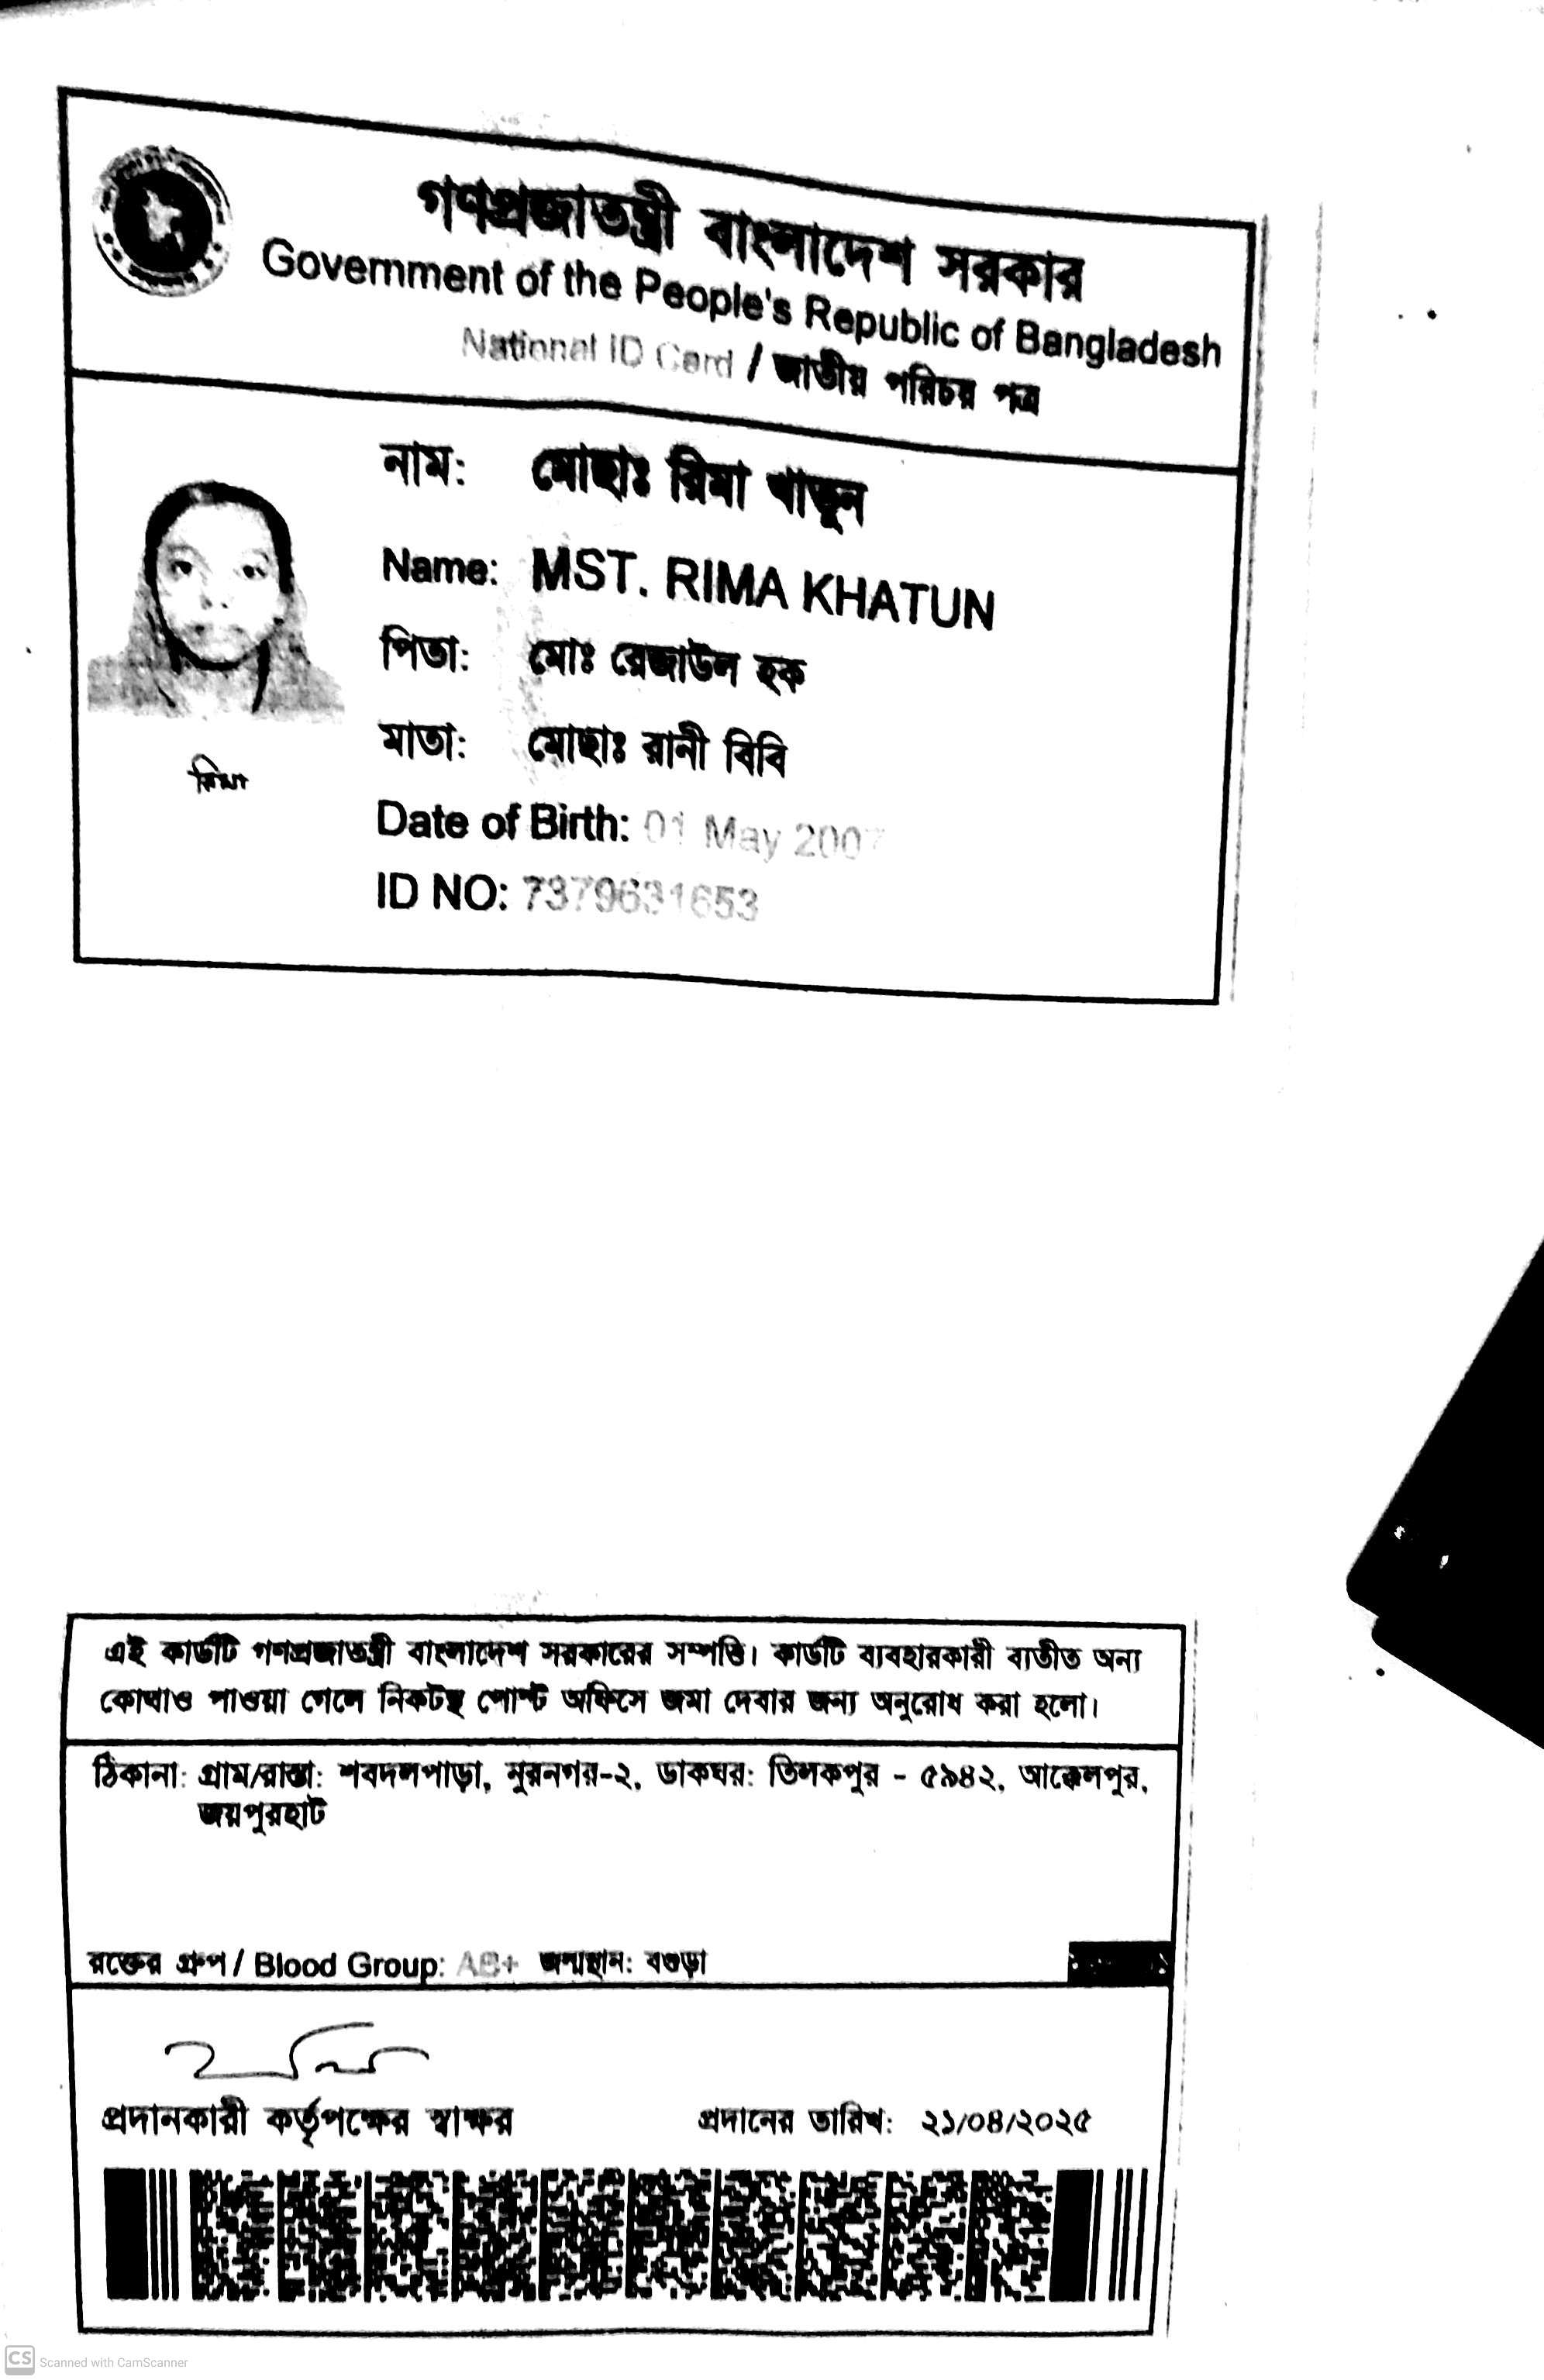 গণপ্রজাতন্ত্রী বাংলাদেশ সরকার
Government of the People's Republic of Bangladesh
National ID Card / জাতীয় পরিচয় পত্র
নাম: মোছাঃ রিমা খাতুন
Name: MST. RIMA KHATUN
পিতা: মোঃ রেজাউল হক
মাতা: মোছাঃ রানী বিবি
রিমা
Date of Birth: 01 May 2007
ID NO: 7379631653
এই কার্ডটি গণপ্রজাতন্ত্রী বাংলাদেশ সরকারের সম্পত্তি। কার্ডটি ব্যবহারকারী ব্যতীত অন্য
কোথাও পাওয়া গেলে নিকটস্থ পোস্ট অফিসে জমা দেবার জন্য অনুরোধ করা হলো।
ঠিকানা: গ্রাম/রাস্তা: শবদলপাড়া, নুরনগর-২, ডাকঘর: তিলকপুর - ৫৯৪২, আক্কেলপুর,
জয়পুরহাট
রক্তের গ্রুপ / Blood Group: AB+ জন্মস্থান: বগুড়া
প্রদানকারী কর্তৃপক্ষের স্বাক্ষর প্রদানের তারিখ: ২১/০৪/২০২৫
CS Scanned with CamScanner